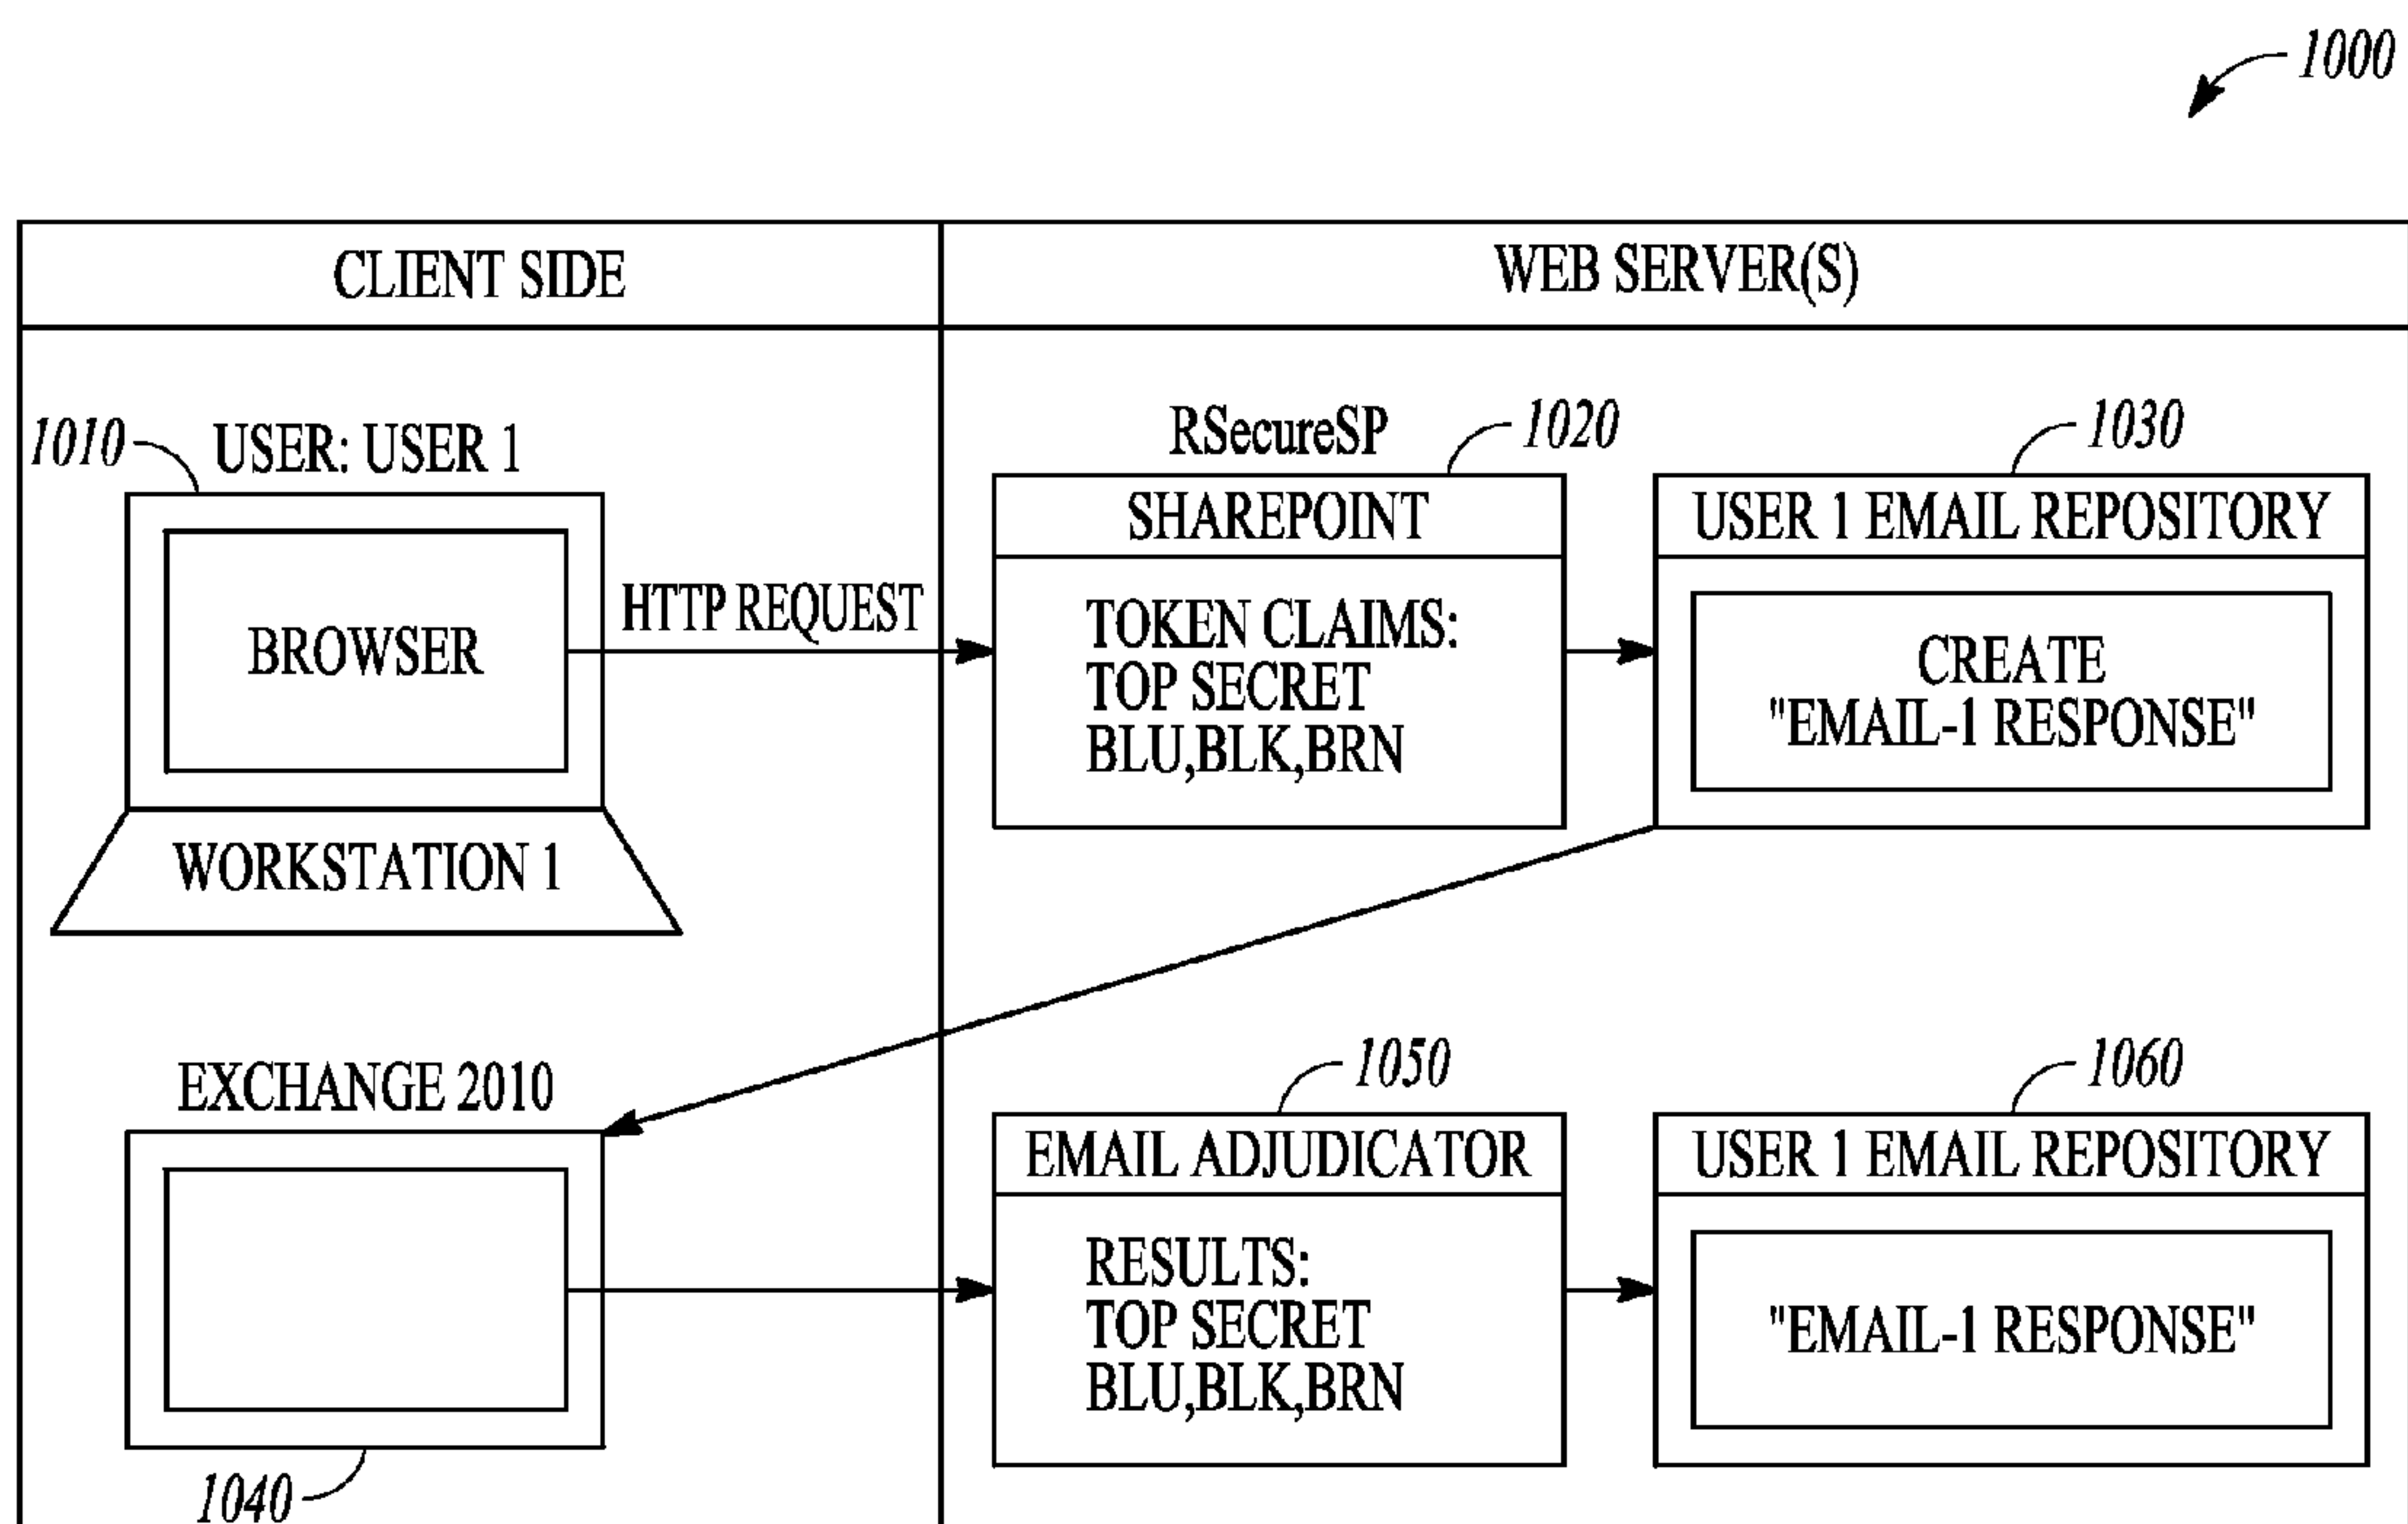 1000
CLIENT SIDE
WEB SERVER(S)
1010
USER: USER 1
BROWSER
WORKSTATION 1
HTTP REQUEST
RSecureSP
1020
SHAREPOINT
TOKEN CLAIMS:
TOP SECRET
BLU,BLK,BRN
1030
USER 1 EMAIL REPOSITORY
CREATE
"EMAIL-1 RESPONSE"
EXCHANGE 2010
1040
1050
EMAIL ADJUDICATOR
RESULTS:
TOP SECRET
BLU,BLK,BRN
1060
USER 1 EMAIL REPOSITORY
"EMAIL-1 RESPONSE"